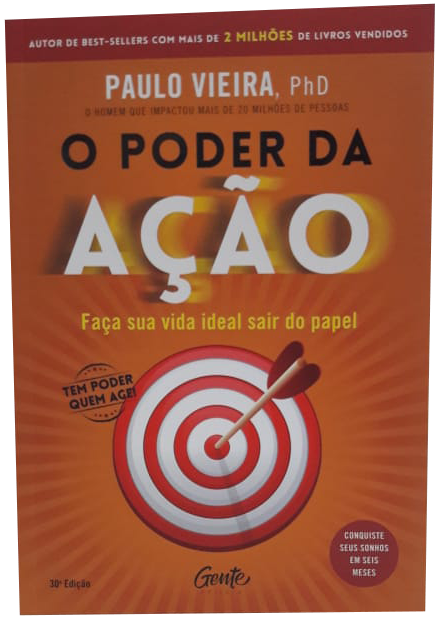 AUTOR DE BEST-SELLERS COM MAIS DE 2 MILHÕES DE LIVROS VENDIDOS
PAULO VIEIRA, PhD
O HOMEM QUE IMPACTOU MAIS DE 20 MILHÕES DE PESSOAS
O PODER DA
AÇÃO
Faça sua vida ideal sair do papel
TEM PODER
QUEM AGE!
CONQUISTE
SEUS SONHOS
EM SEIS
MESES
30ª Edição
Gente